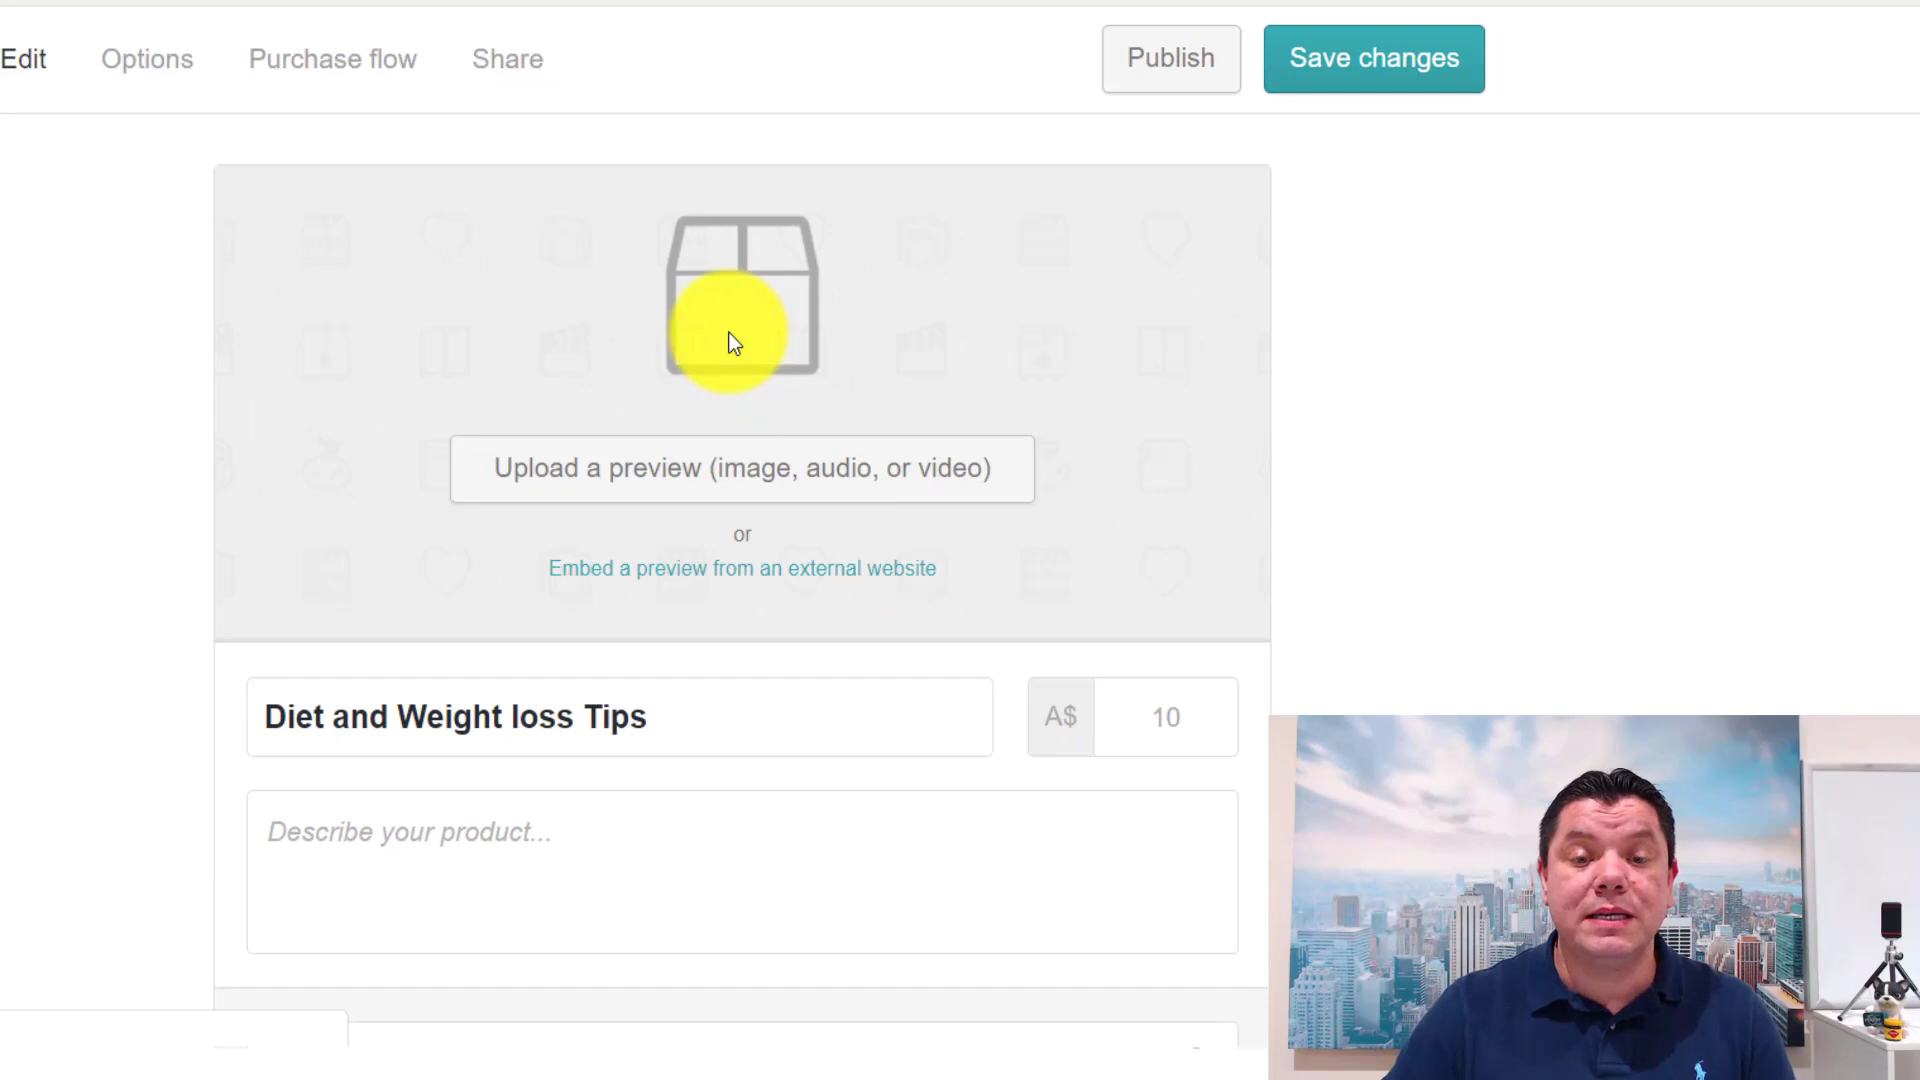 Edit Options Purchase flow Share Publish Save changes
Upload a preview (image, audio, or video)
or
Embed a preview from an external website
Diet and Weight loss Tips A$ 10
Describe your product...